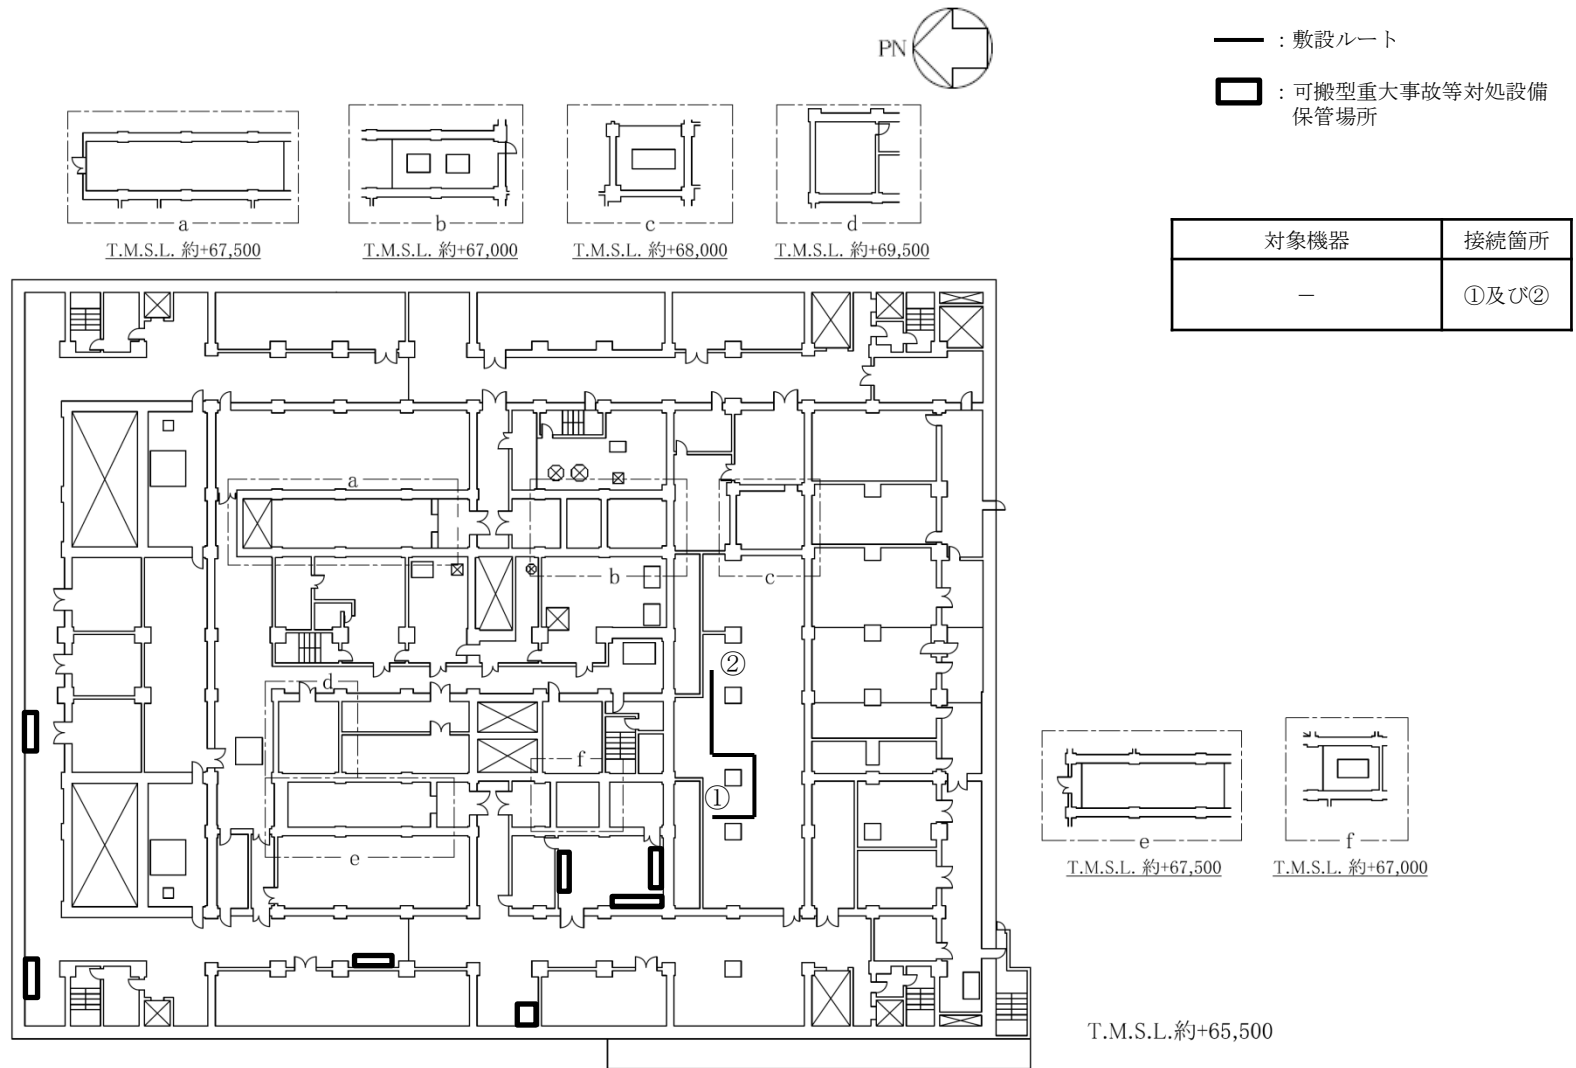 PN
：敷設ルート
：可搬型重大事故等対処設備
保管場所
a
T.M.S.L. 約+67,500
b
T.M.S.L. 約+67,000
c
T.M.S.L. 約+68,000
d
T.M.S.L. 約+69,500
対象機器 接続箇所
－ ①及び②
a
b
c
②
d
f
①
e
e
T.M.S.L. 約+67,500
f
T.M.S.L. 約+67,000
T.M.S.L.約+65,500